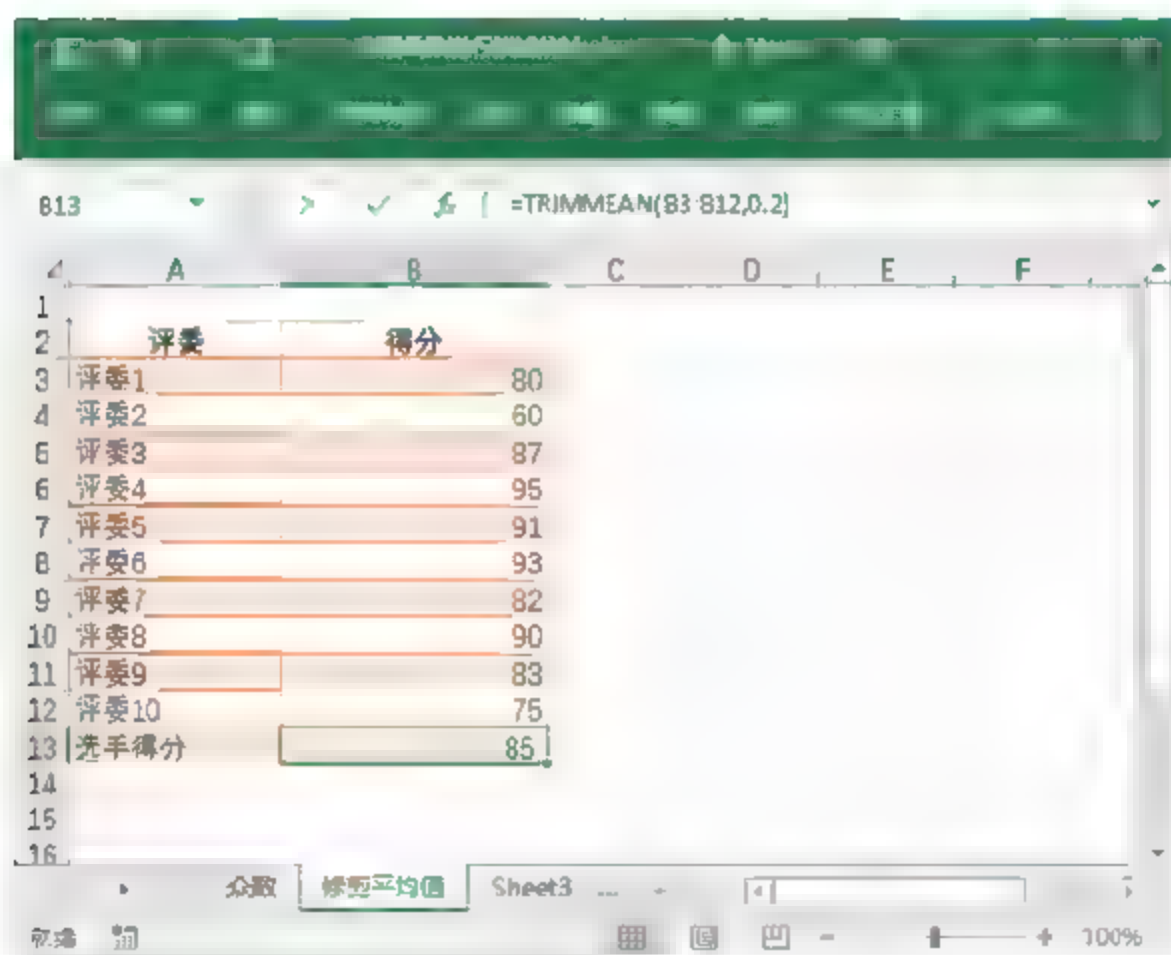 B13 =TRIMMEAN(B3:B12,0.2)
A B C D E F
1
2 评委 得分
3 评委1 80
4 评委2 60
5 评委3 87
6 评委4 95
7 评委5 91
8 评委6 93
9 评委7 82
10 评委8 90
11 评委9 83
12 评委10 75
13 选手得分 85
14
15
16
众数 修剪平均值 Sheet3 ...
就绪 100%